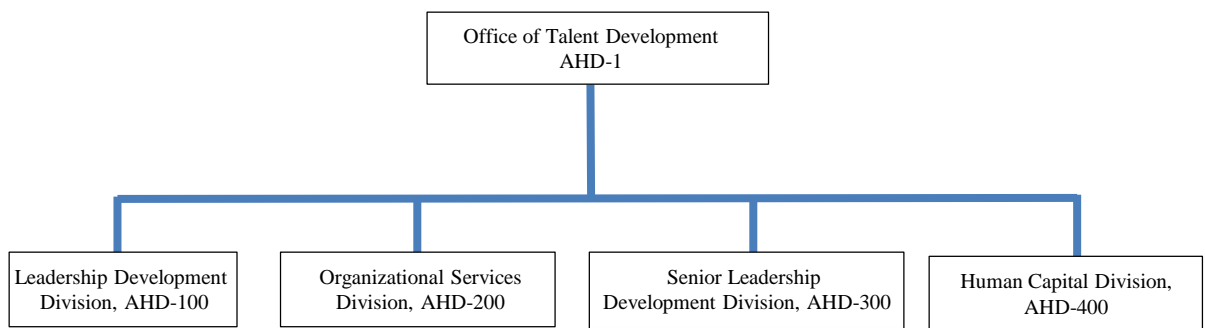 Office of Talent Development
AHD-1
Leadership Development
Division, AHD-100
Organizational Services
Division, AHD-200
Senior Leadership
Development Division, AHD-300
Human Capital Division,
AHD-400